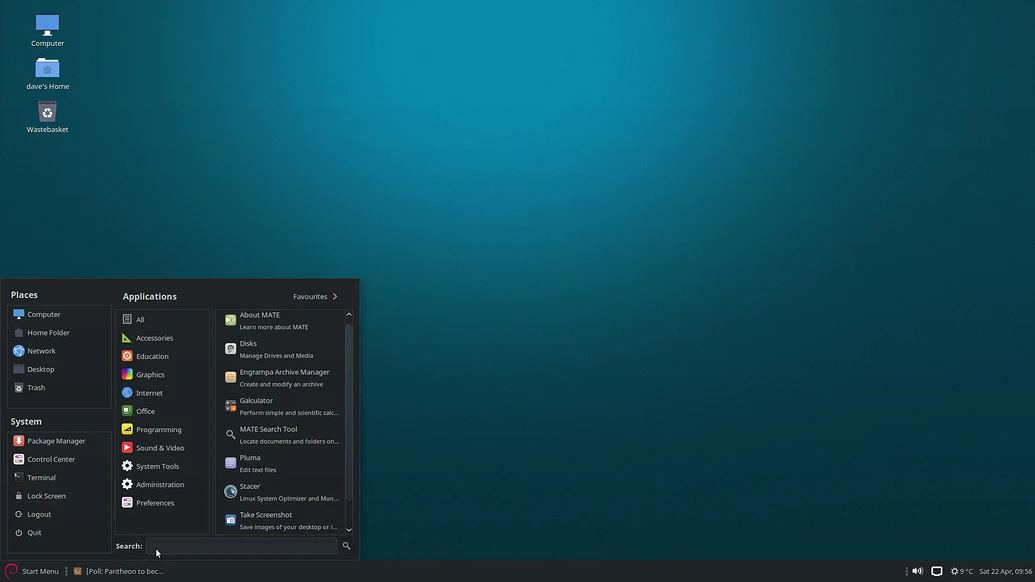 Computer
dave's Home
Wastebasket
Places
Computer
Home Folder
Network
Desktop
Trash
System
Package Manager
Control Center
Terminal
Lock Screen
Logout
Quit
Applications
Favourites
All
Accessories
Education
Graphics
Internet
Office
Programming
Sound & Video
System Tools
Administration
Preferences
About MATE
Learn more about MATE
Disks
Manage Drives and Media
Engrampa Archive Manager
Create and modify an archive
Galculator
Perform simple and scientific calc...
MATE Search Tool
Locate documents and folders on...
Pluma
Edit text files
Stacer
Linux System Optimizer and Mon...
Take Screenshot
Save images of your desktop or i...
Search:
Start Menu
[Poll: Pantheon to bec...
9 °C
Sat 22 Apr, 09:56